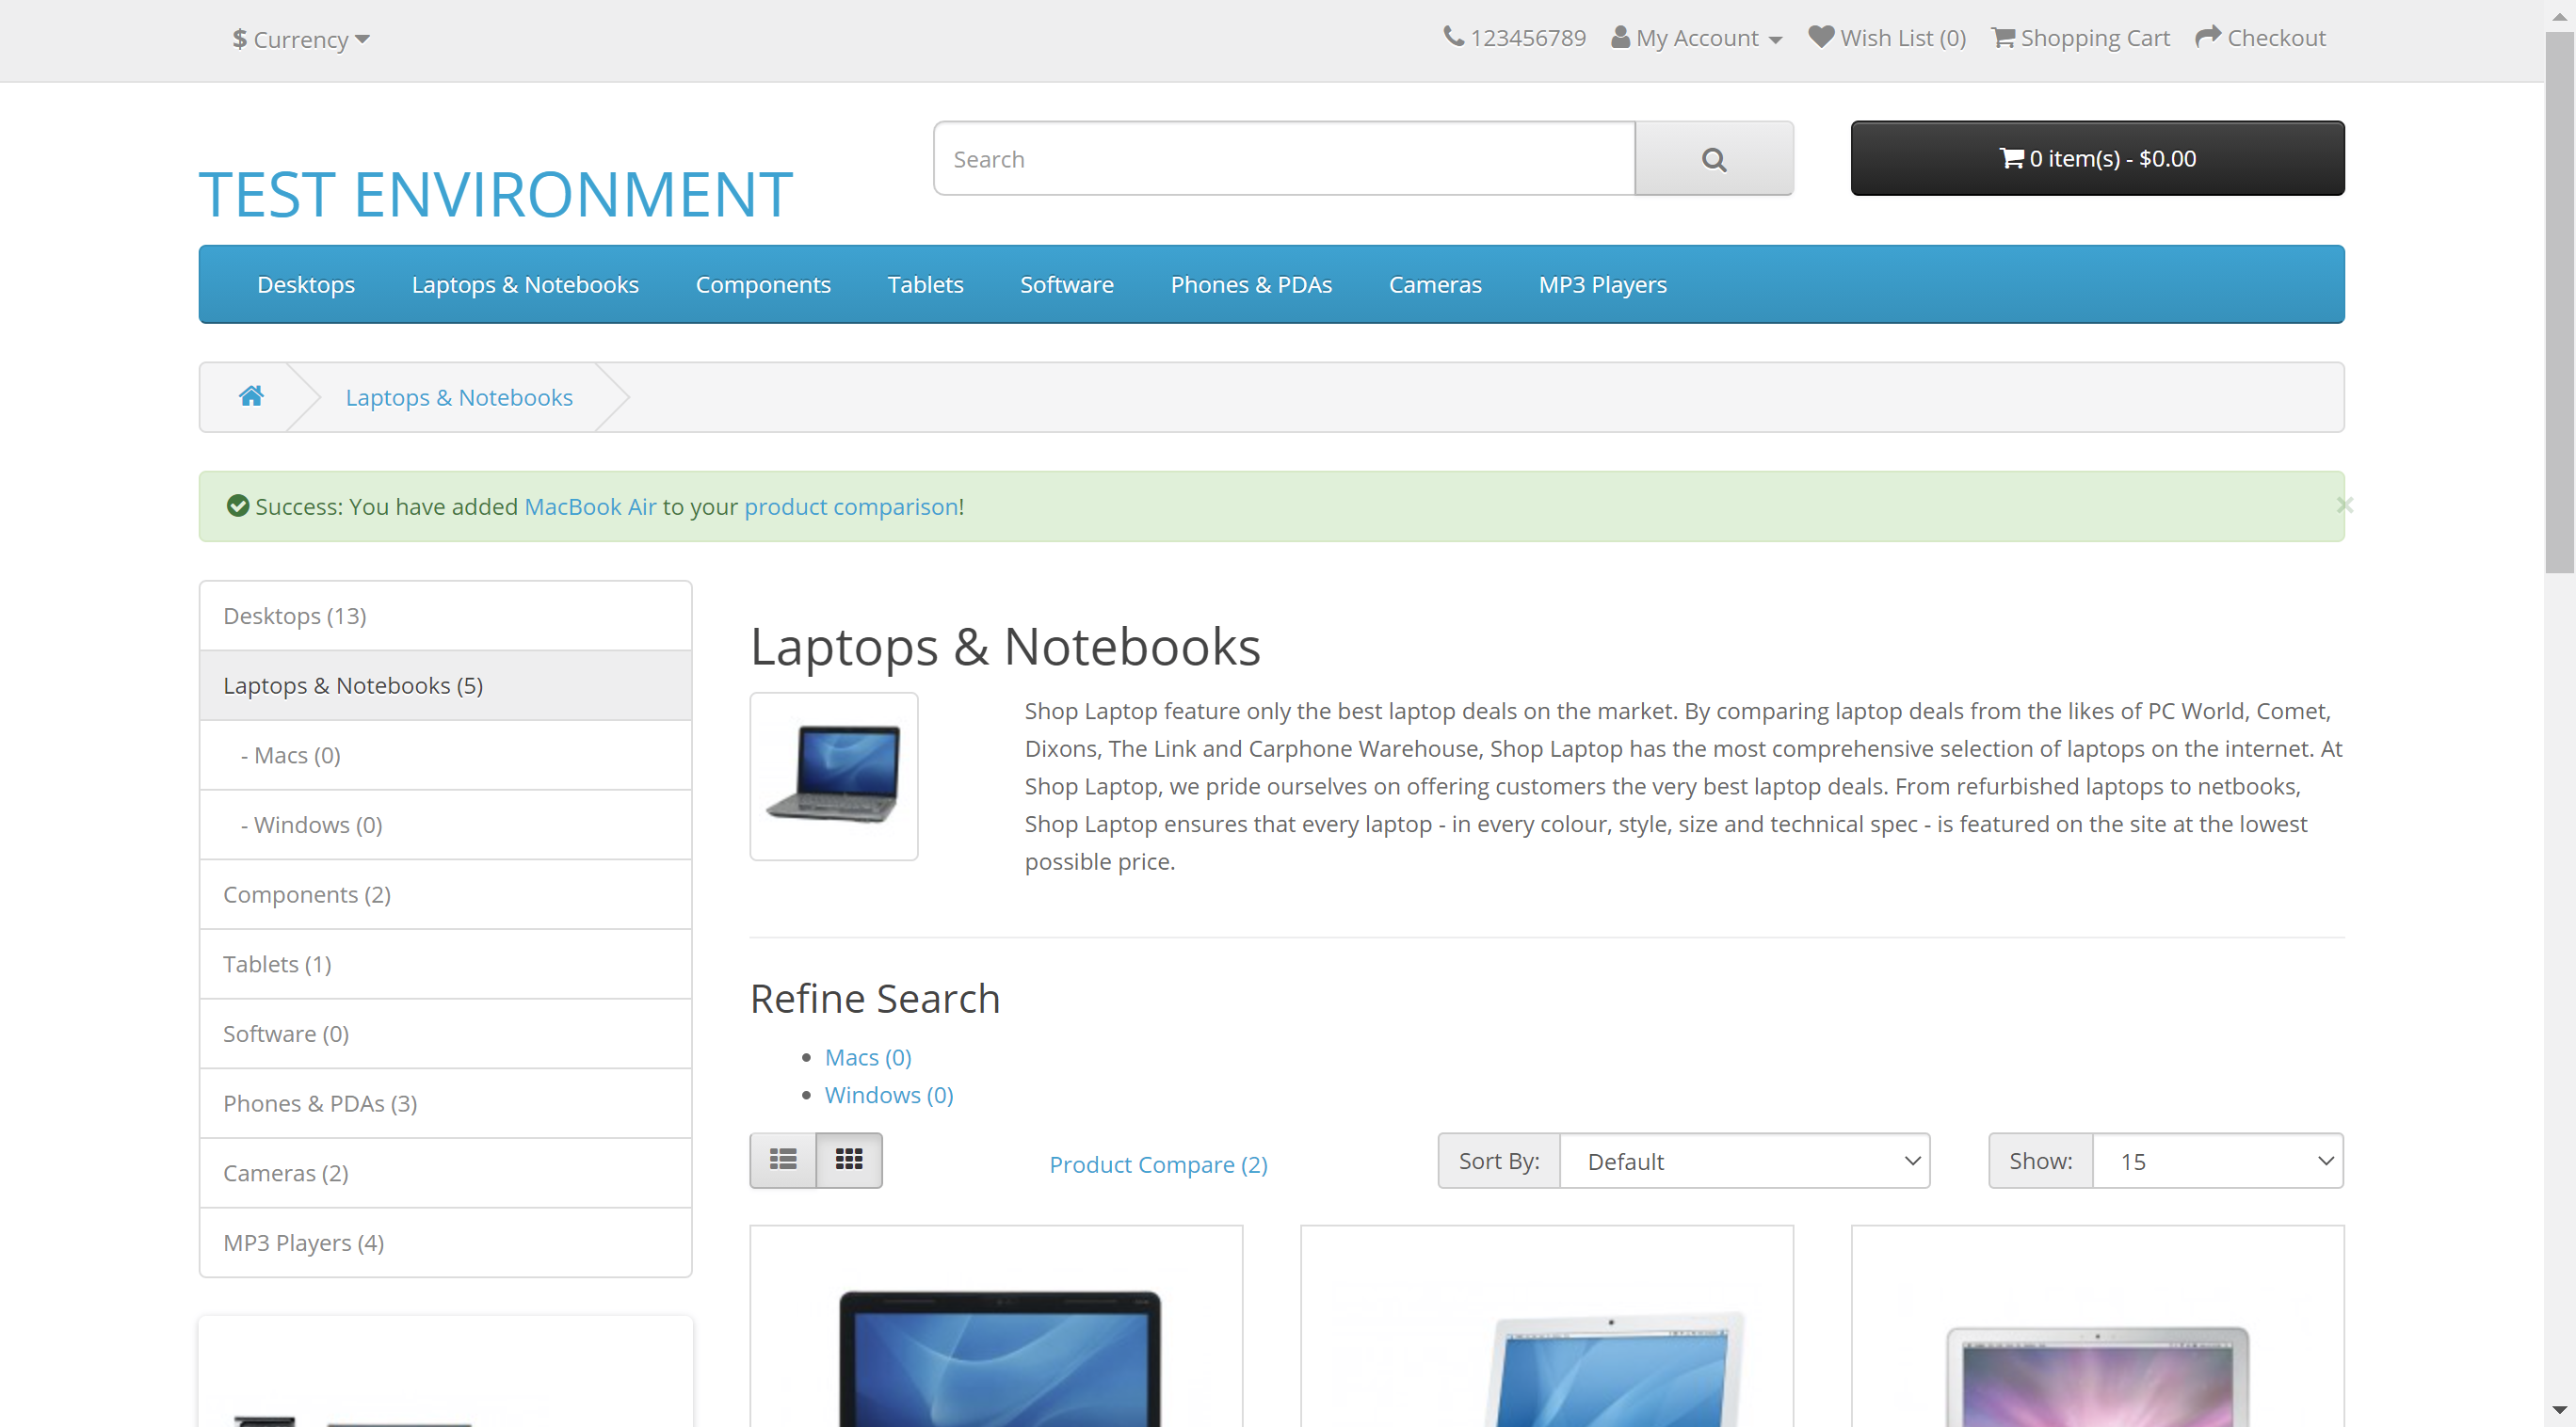 $ Currency
123456789 My Account Wish List (0) Shopping Cart Checkout
TEST ENVIRONMENT
Search
0 item(s) - $0.00
Desktops Laptops & Notebooks Components Tablets Software Phones & PDAs Cameras MP3 Players
Laptops & Notebooks
Success: You have added MacBook Air to your product comparison!
×
Desktops (13)
Laptops & Notebooks (5)
- Macs (0)
- Windows (0)
Components (2)
Tablets (1)
Software (0)
Phones & PDAs (3)
Cameras (2)
MP3 Players (4)
Laptops & Notebooks
Shop Laptop feature only the best laptop deals on the market. By comparing laptop deals from the likes of PC World, Comet,
Dixons, The Link and Carphone Warehouse, Shop Laptop has the most comprehensive selection of laptops on the internet. At
Shop Laptop, we pride ourselves on offering customers the very best laptop deals. From refurbished laptops to netbooks,
Shop Laptop ensures that every laptop - in every colour, style, size and technical spec - is featured on the site at the lowest
possible price.
Refine Search
Macs (0)
Windows (0)
Product Compare (2)
Sort By: Default
Show: 15